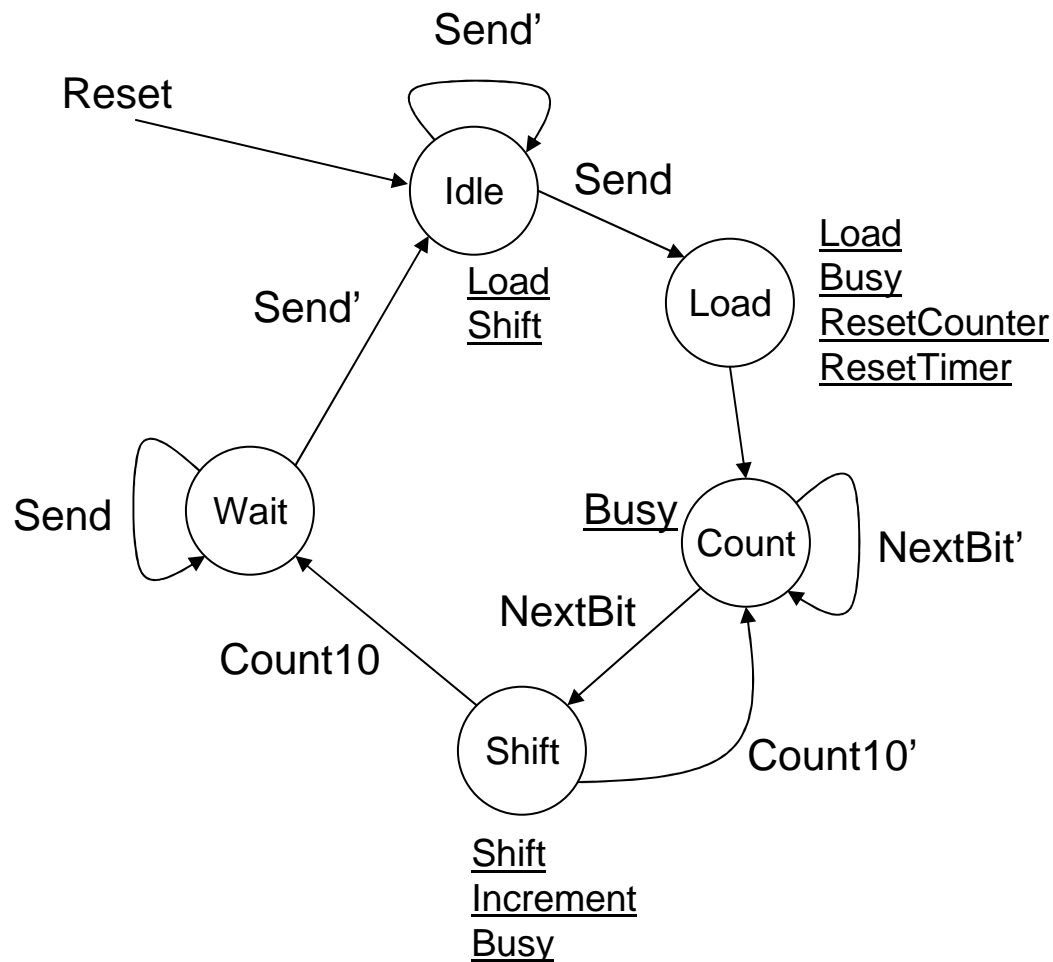 Send’
Reset
Idle
Send
Load
Shift
Load
Load
Busy
ResetCounter
ResetTimer
Send’
Send
Wait
Busy
Count
NextBit’
NextBit
Count10
Shift
Count10’
Shift
Increment
Busy